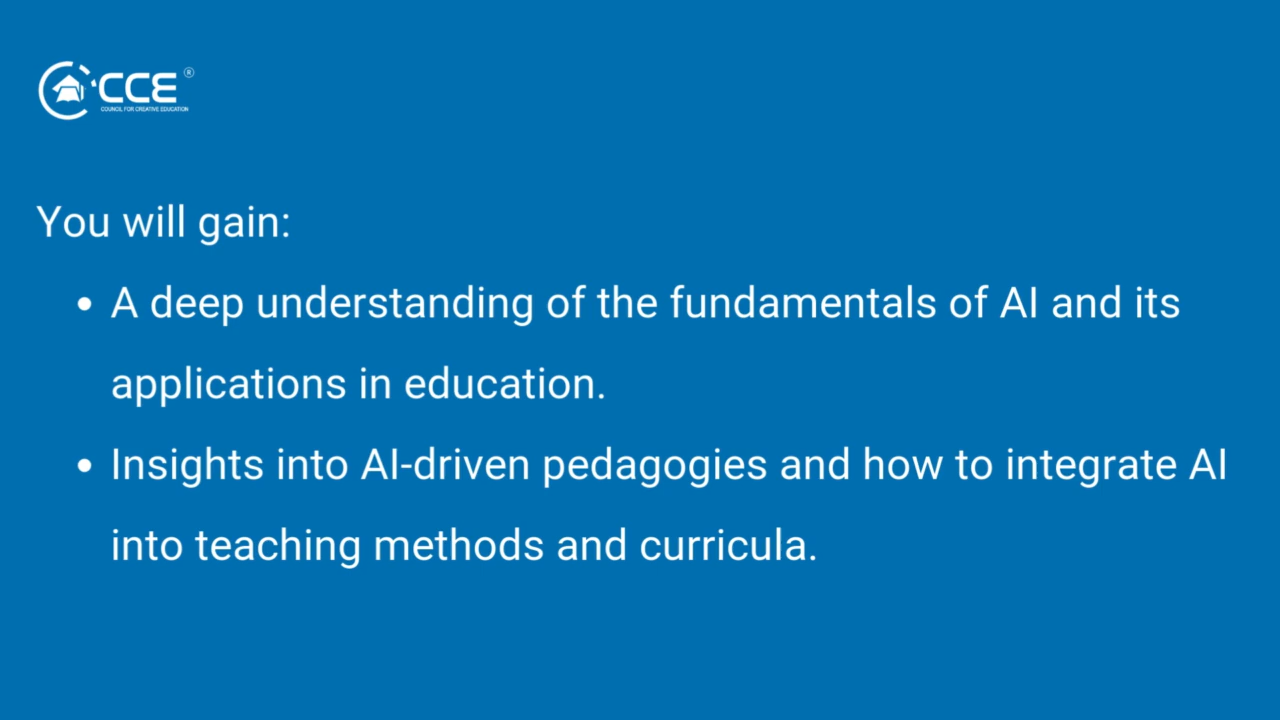 CCE ®
COUNCIL FOR CREATIVE EDUCATION
You will gain:
• A deep understanding of the fundamentals of AI and its
applications in education.
• Insights into AI-driven pedagogies and how to integrate AI
into teaching methods and curricula.